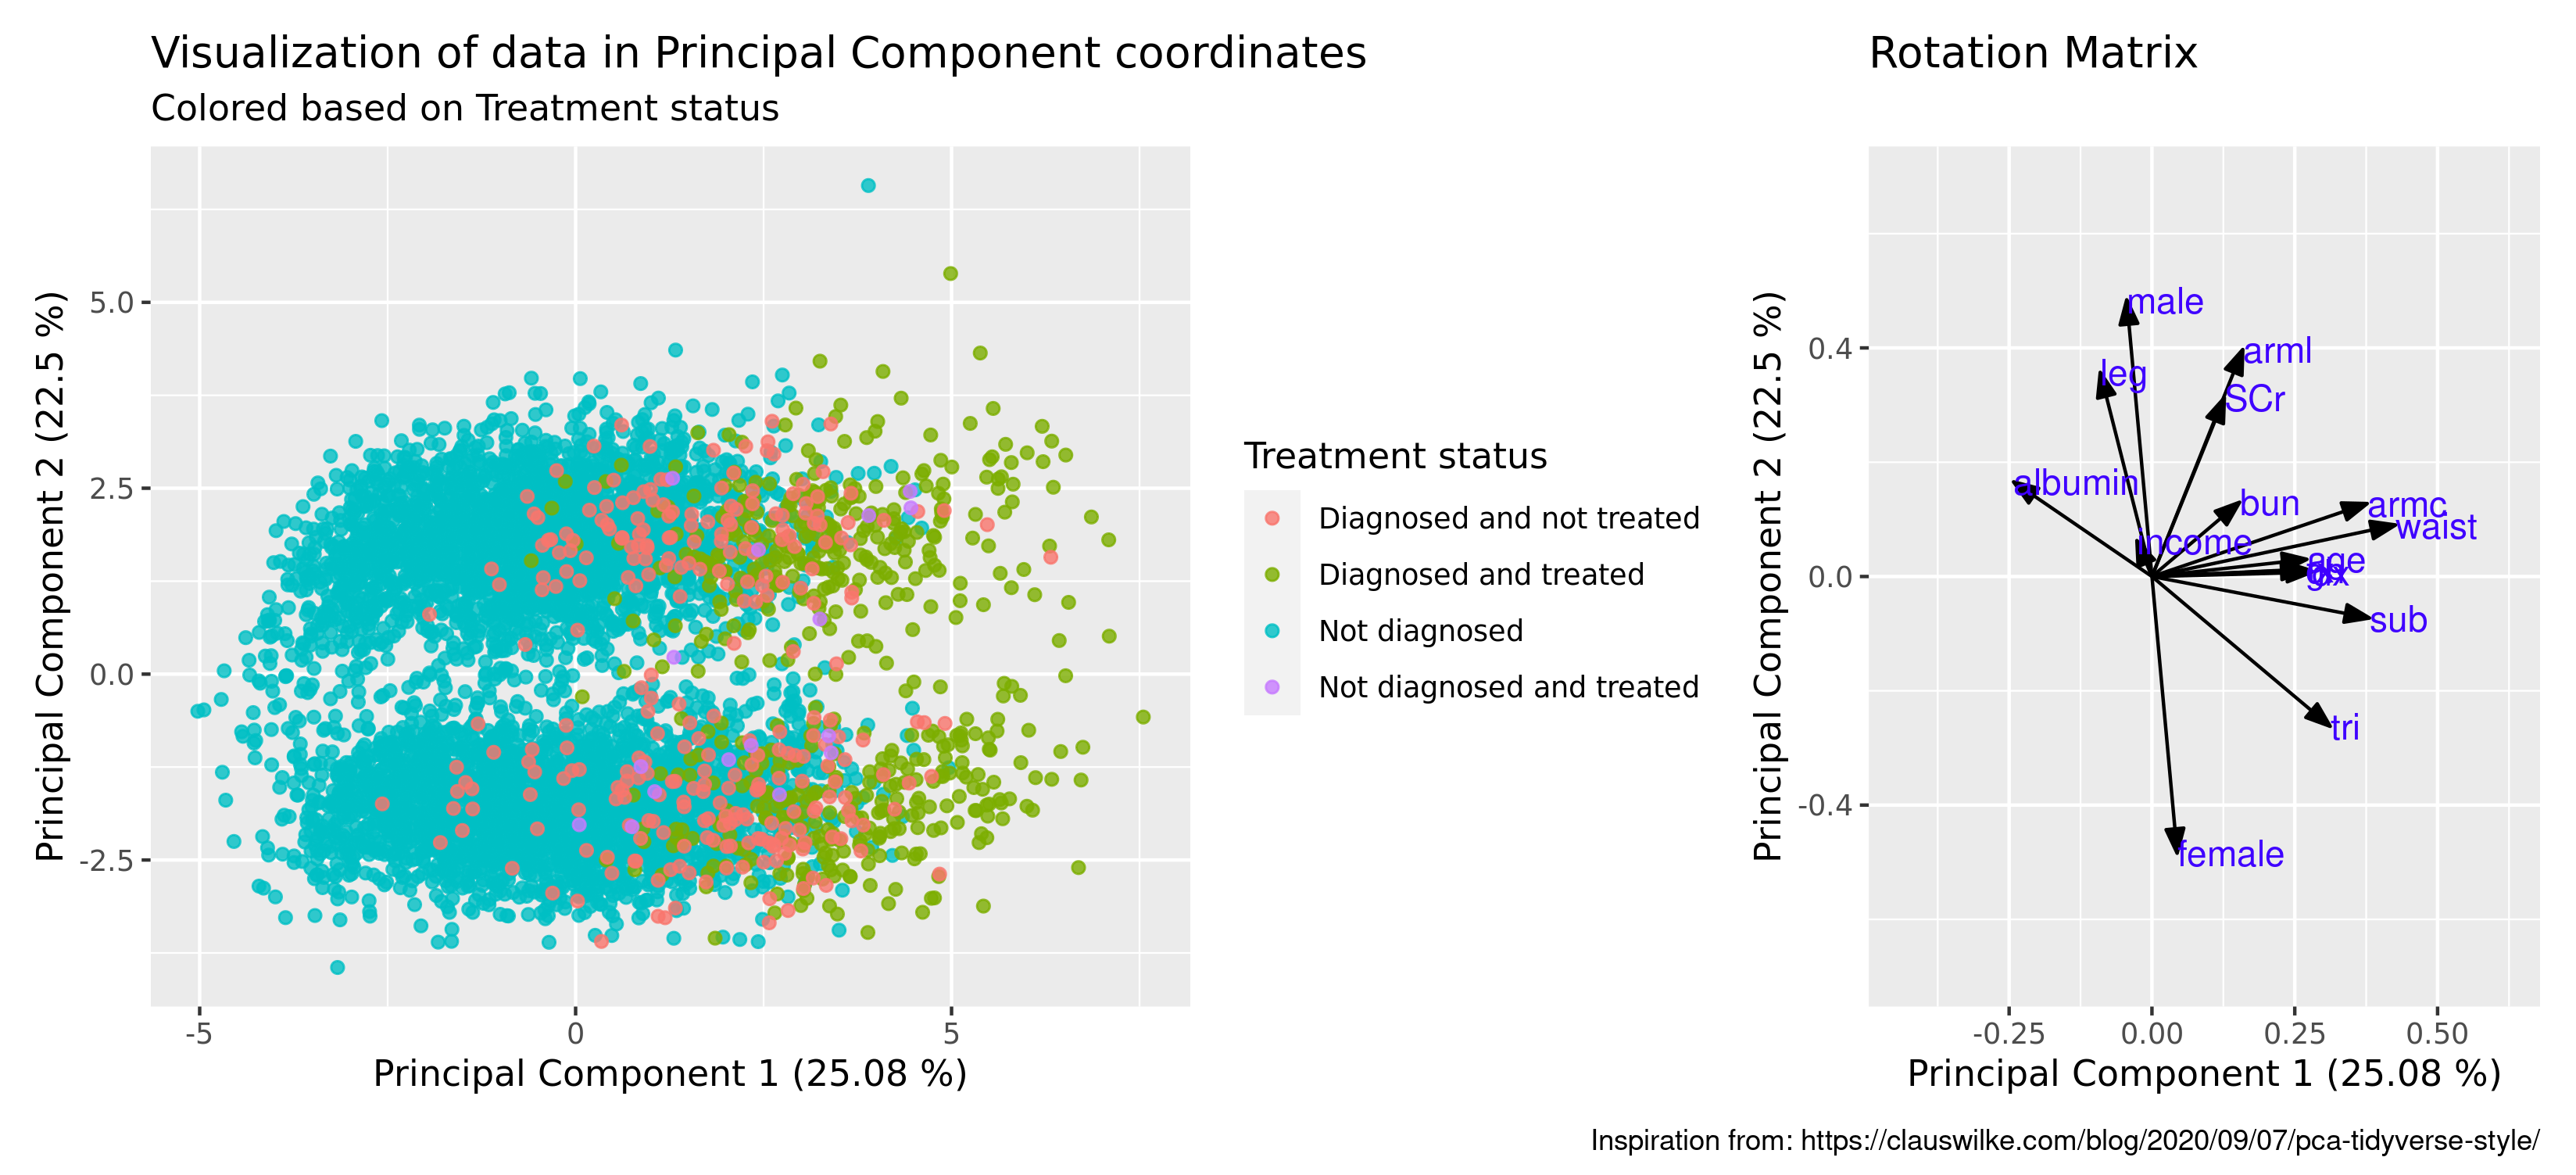 Visualization of data in Principal Component coordinates
Colored based on Treatment status
Principal Component 2 (22.5 %)
5.0
2.5
0.0
-2.5
-5
0
5
Principal Component 1 (25.08 %)
Treatment status
Diagnosed and not treated
Diagnosed and treated
Not diagnosed
Not diagnosed and treated
Rotation Matrix
Principal Component 2 (22.5 %)
0.4
0.0
-0.4
male
arml
leg
SCr
albumin
bun
armc
waist
income
age
sub
tri
female
-0.25
0.00
0.25
0.50
Principal Component 1 (25.08 %)
Inspiration from: https://clauswilke.com/blog/2020/09/07/pca-tidyverse-style/